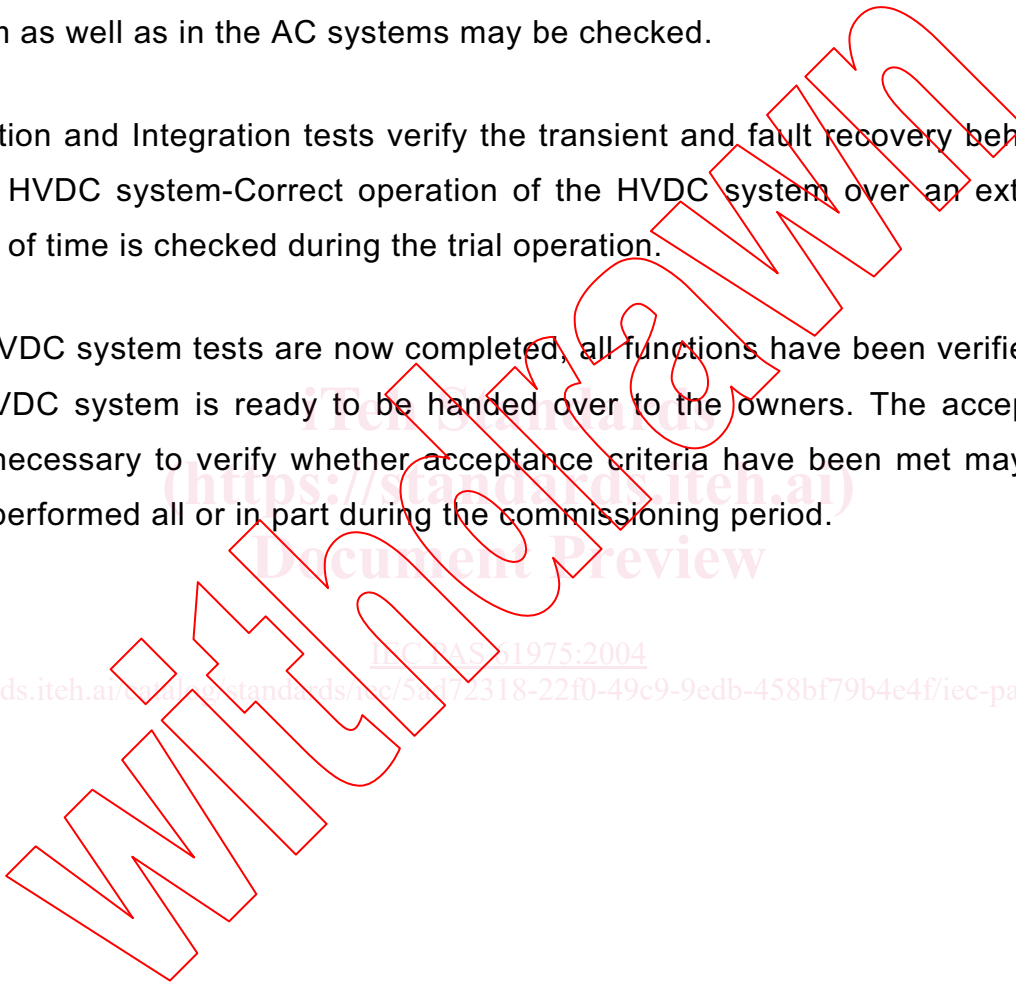 n as well as in the AC systems may be checked.
tion and Integration tests verify the transient and fault recovery beh
HVDC system-Correct operation of the HVDC system over an ext
of time is checked during the trial operation.
VDC system tests are now completed, all functions have been verifie
VDC system is ready to be handed over to the owners. The accep
iTeh Standards
necessary to verify whether acceptance criteria have been met may
(https://standards.iteh.ai)
performed all or in part during the commissioning period.
Document Preview
IEC PAS 61975:2004
ds.iteh.ai/catalog/standards/iec/5ad72318-22f0-49c9-9edb-458bf79b4e4f/iec-pa
withdrawn